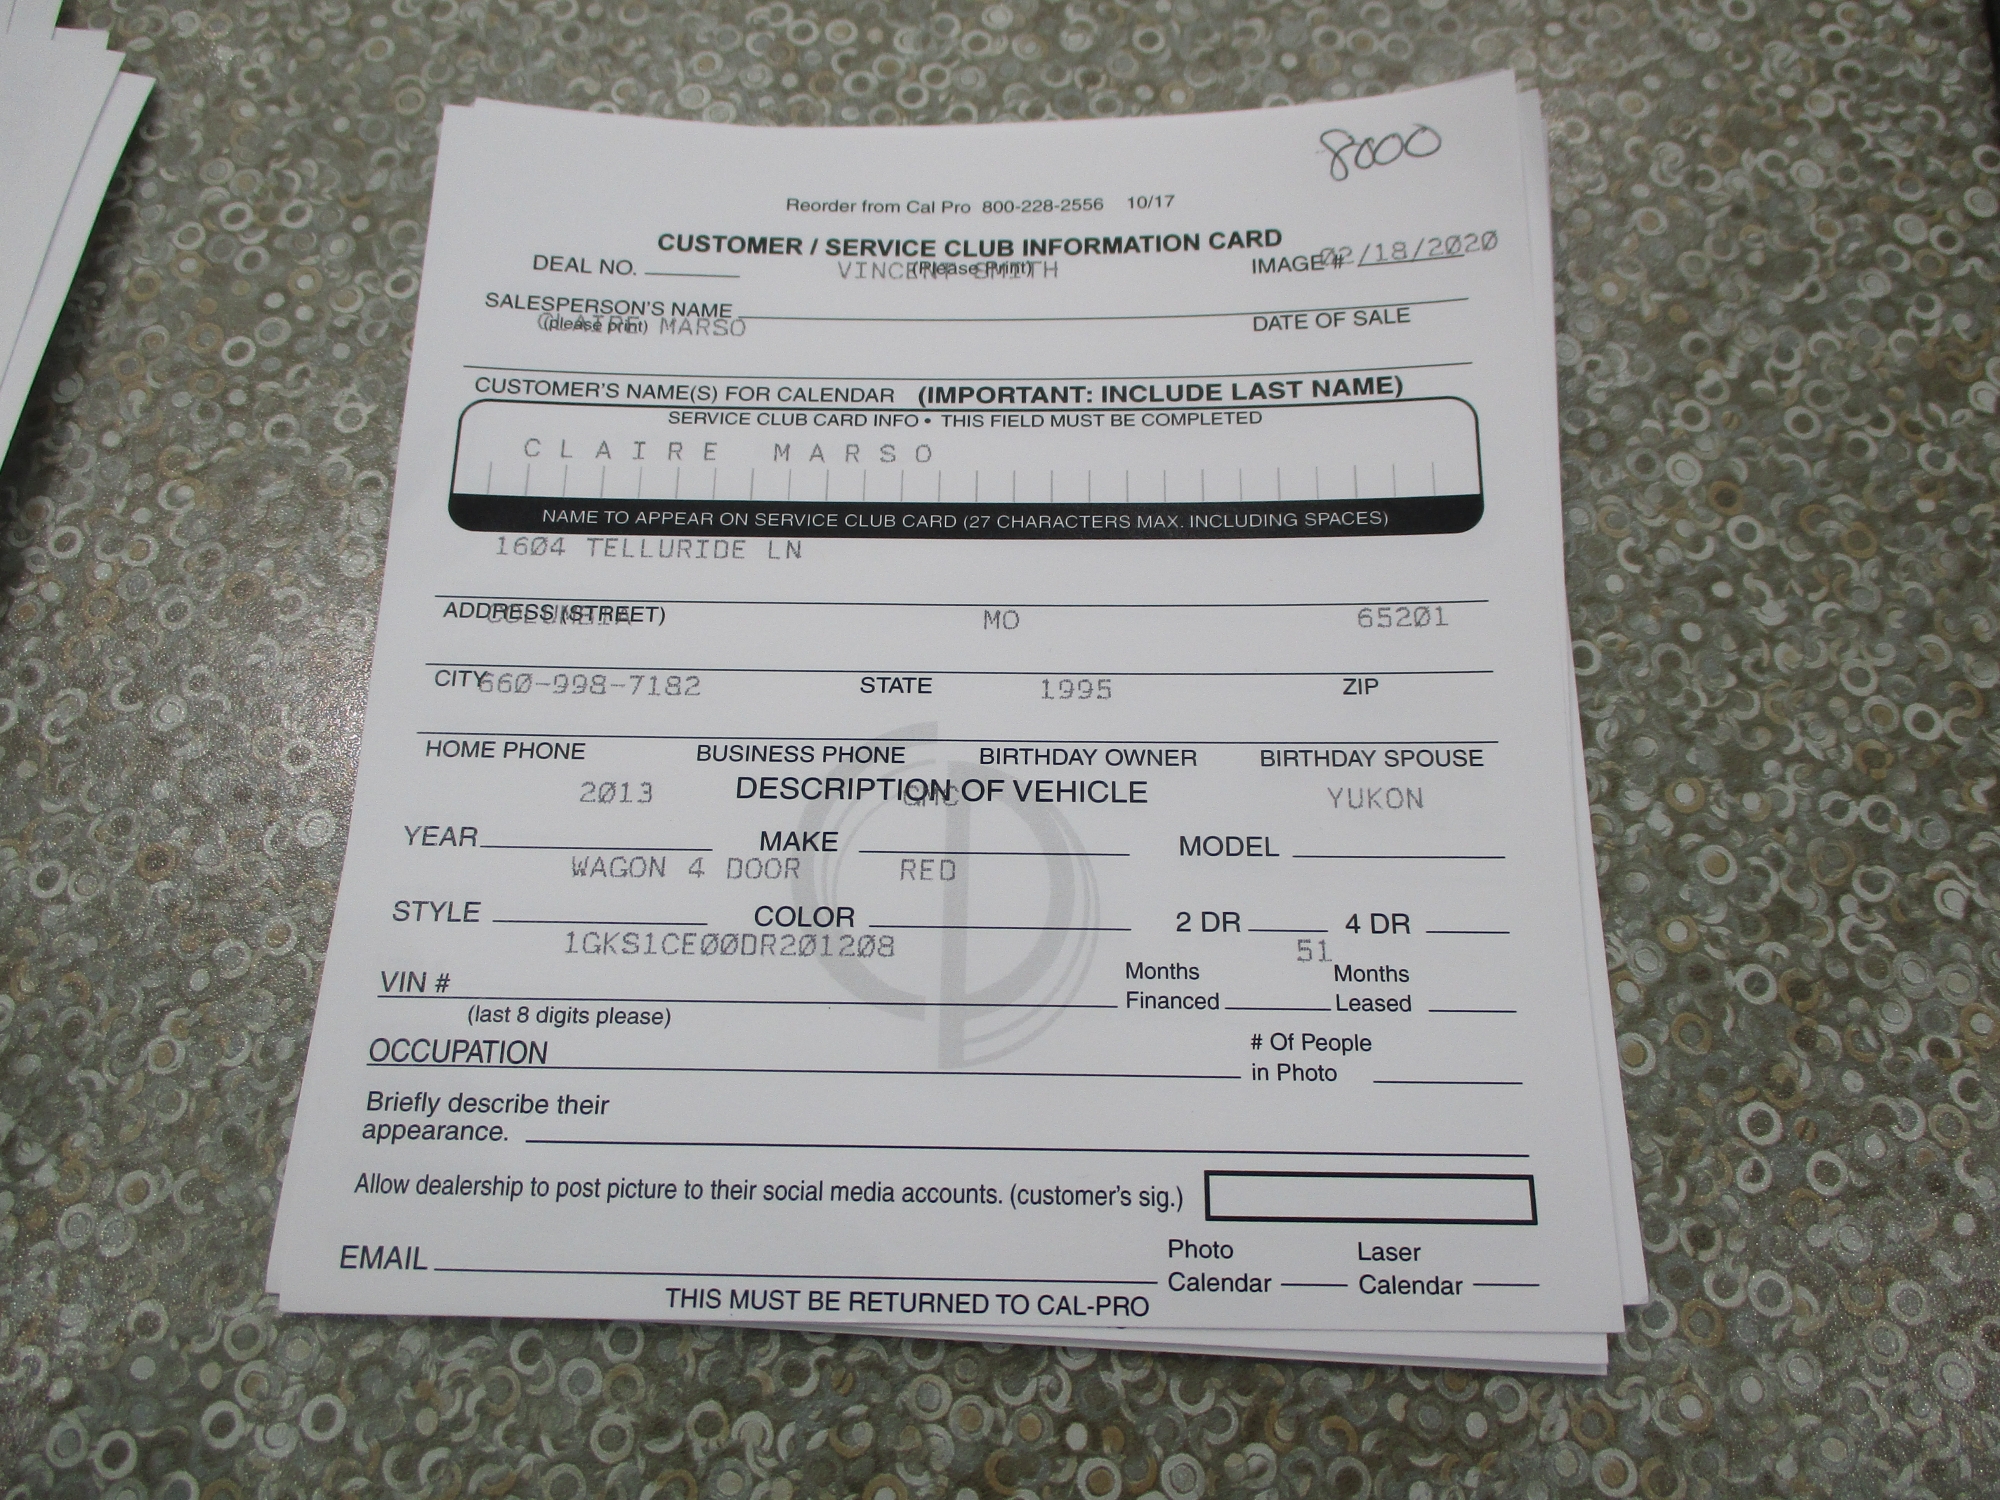 8000
Reorder from Cal Pro 800-228-2556 10/17
CUSTOMER / SERVICE CLUB INFORMATION CARD
02/18/2020
DEAL NO. VINCENT SMITH (Please Print) IMAGE#
SALESPERSON'S NAME
(please print) CLAIRE MARSO DATE OF SALE
CUSTOMER'S NAME(S) FOR CALENDAR (IMPORTANT: INCLUDE LAST NAME)
SERVICE CLUB CARD INFO • THIS FIELD MUST BE COMPLETED
CLAIRE MARSO
NAME TO APPEAR ON SERVICE CLUB CARD (27 CHARACTERS MAX. INCLUDING SPACES)
1604 TELLURIDE LN
ADDRESS (STREET) COLUMBIA MO 65201
CITY 660-998-7182 STATE 1995 ZIP
HOME PHONE BUSINESS PHONE BIRTHDAY OWNER BIRTHDAY SPOUSE
2013 DESCRIPTION OF VEHICLE GMC YUKON
YEAR MAKE MODEL
WAGON 4 DOOR RED
STYLE COLOR 2 DR 4 DR
1GKS1CE00DR201208 51
VIN # Months Financed Months Leased
(last 8 digits please)
OCCUPATION # Of People in Photo
Briefly describe their
appearance.
Allow dealership to post picture to their social media accounts. (customer's sig.)
EMAIL Photo Calendar Laser Calendar
THIS MUST BE RETURNED TO CAL-PRO